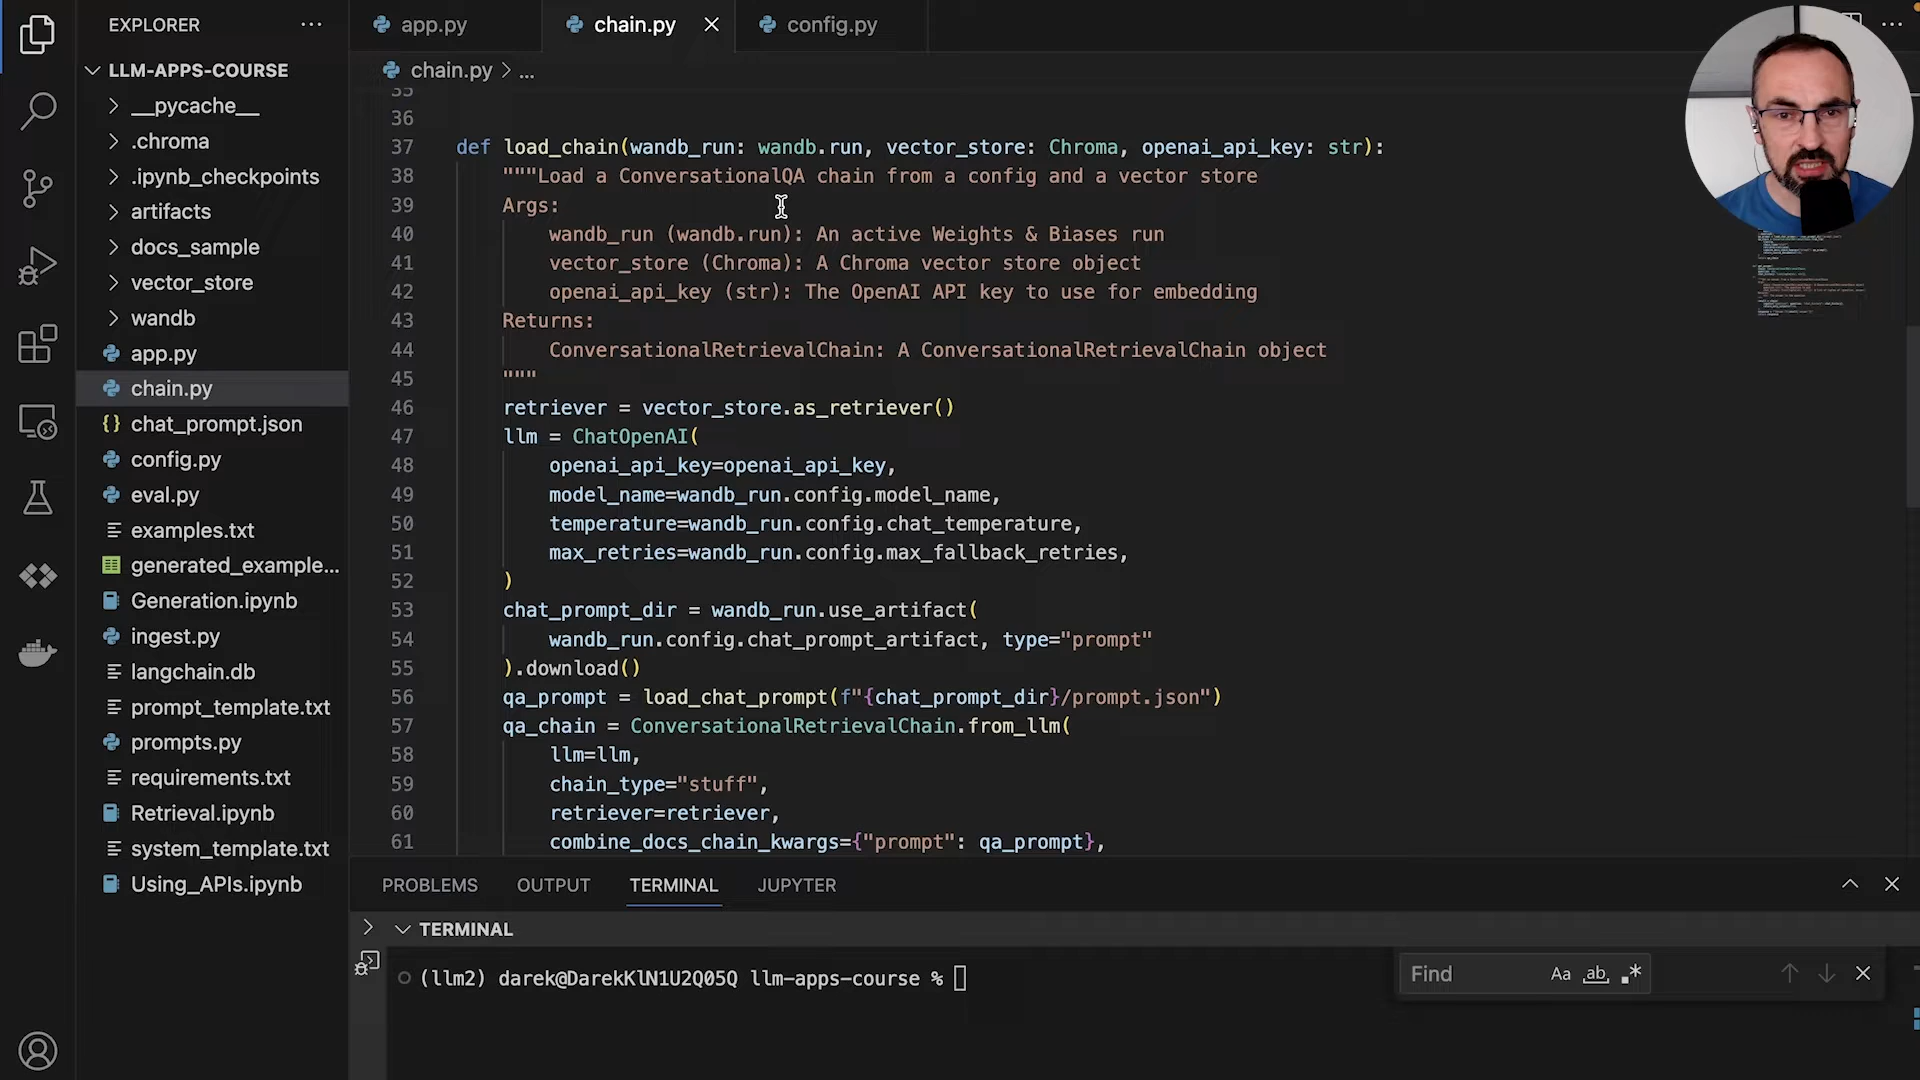 EXPLORER
LLM-APPS-COURSE
__pycache__
.chroma
.ipynb_checkpoints
artifacts
docs_sample
vector_store
wandb
app.py
chain.py
chat_prompt.json
config.py
eval.py
examples.txt
generated_example...
Generation.ipynb
ingest.py
langchain.db
prompt_template.txt
prompts.py
requirements.txt
Retrieval.ipynb
system_template.txt
Using_APIs.ipynb
app.py
chain.py
config.py
chain.py > ...
35
36
37 def load_chain(wandb_run: wandb.run, vector_store: Chroma, openai_api_key: str):
38 """Load a ConversationalQA chain from a config and a vector store
39 Args:
40 wandb_run (wandb.run): An active Weights & Biases run
41 vector_store (Chroma): A Chroma vector store object
42 openai_api_key (str): The OpenAI API key to use for embedding
43 Returns:
44 ConversationalRetrievalChain: A ConversationalRetrievalChain object
45 """
46 retriever = vector_store.as_retriever()
47 llm = ChatOpenAI(
48 openai_api_key=openai_api_key,
49 model_name=wandb_run.config.model_name,
50 temperature=wandb_run.config.chat_temperature,
51 max_retries=wandb_run.config.max_fallback_retries,
52 )
53 chat_prompt_dir = wandb_run.use_artifact(
54 wandb_run.config.chat_prompt_artifact, type="prompt"
55 ).download()
56 qa_prompt = load_chat_prompt(f"{chat_prompt_dir}/prompt.json")
57 qa_chain = ConversationalRetrievalChain.from_llm(
58 llm=llm,
59 chain_type="stuff",
60 retriever=retriever,
61 combine_docs_chain_kwargs={"prompt": qa_prompt},
PROBLEMS OUTPUT TERMINAL JUPYTER
TERMINAL
(llm2) darek@DarekKlN1U2Q05Q llm-apps-course %
Find Aa ab .*